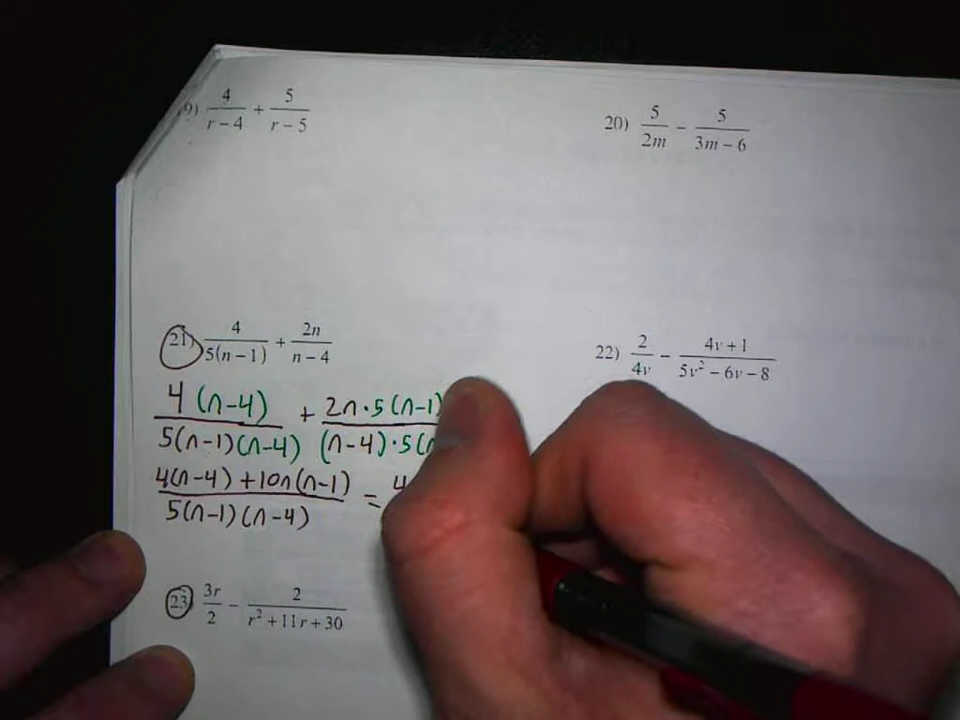 9) 4/(r − 4) + 5/(r − 5)
20) 5/(2m) − 5/(3m − 6)
21) 4/(5(n − 1)) + 2n/(n − 4)
4(n-4)/(5(n-1)(n-4)) + 2n·5(n-1)/((n-4)·5(n
(4(n-4)+10n(n-1))/(5(n-1)(n-4)) = 4
22) 2/(4v) − (4v + 1)/(5v² − 6v − 8)
23) 3r/2 − 2/(r² + 11r + 30)